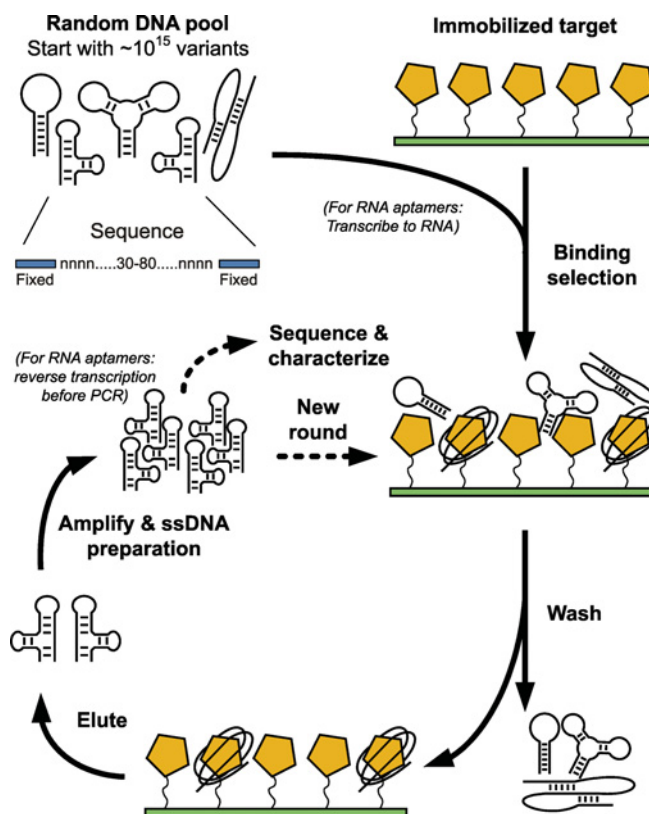 Random DNA pool
Start with ~10¹⁵ variants
Immobilized target
(For RNA aptamers:
Transcribe to RNA)
Sequence
nnnn.....30-80.....nnnn
Fixed
Fixed
Binding
selection
Sequence &
characterize
(For RNA aptamers:
reverse transcription
before PCR)
New
round
Amplify & ssDNA
preparation
Wash
Elute